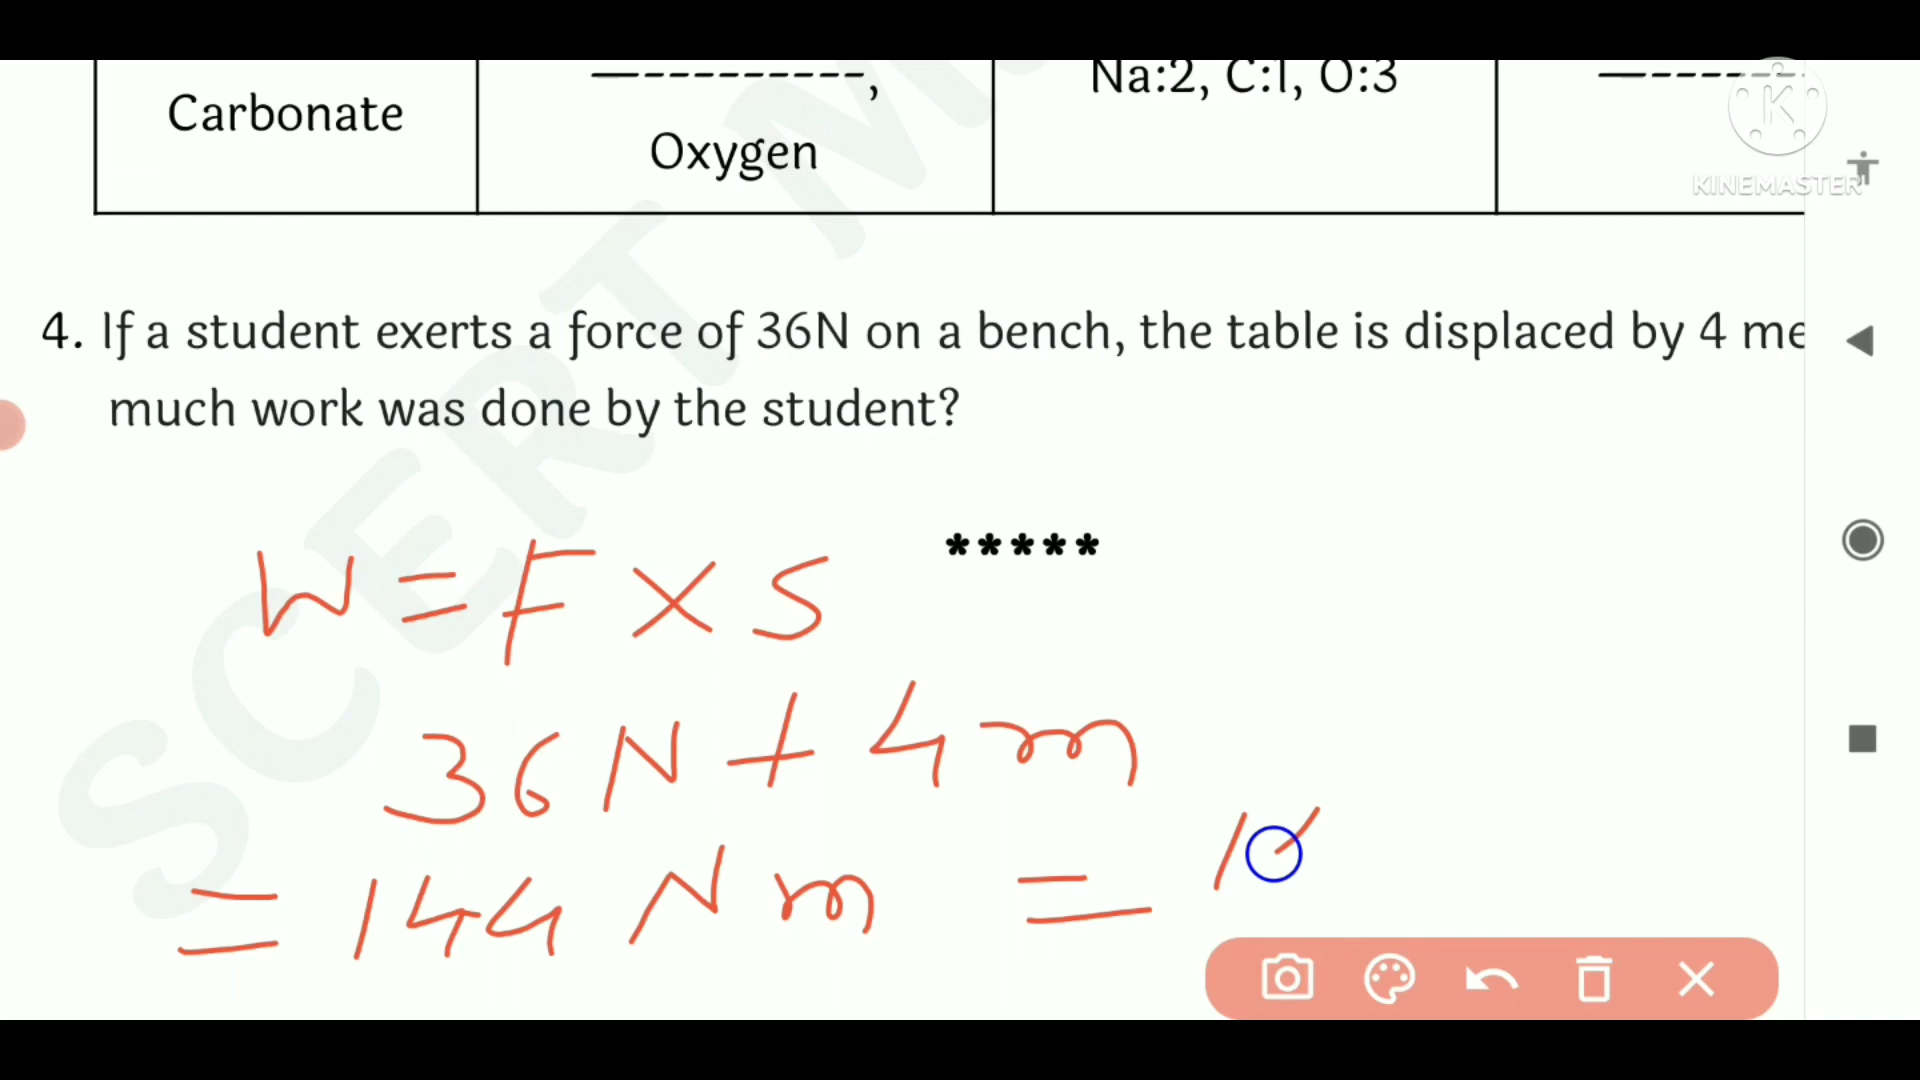 Na:2, C:1, O:3
Carbonate
----------,
Oxygen
KINEMASTER
4. If a student exerts a force of 36N on a bench, the table is displaced by 4 me
much work was done by the student?
*****
W = F × S
36N + 4m
= 144 Nm = 1
SCERT M